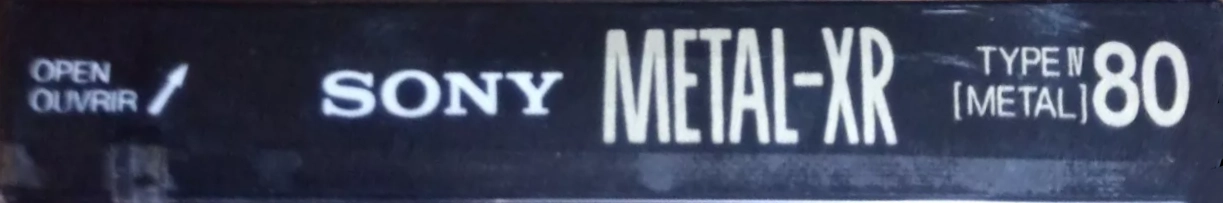 OPEN
OUVRIR
SONY
METAL-XR
TYPE IV
[METAL]
80